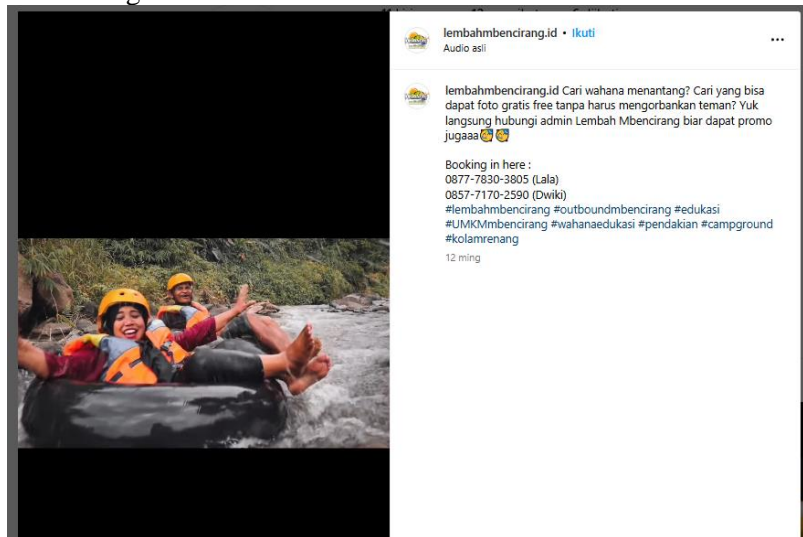 lembahmbencirang.id • Ikuti
Audio asli
lembahmbencirang.id Cari wahana menantang? Cari yang bisa
dapat foto gratis free tanpa harus mengorbankan teman? Yuk
langsung hubungi admin Lembah Mbencirang biar dapat promo
jugaaa🥳🥳
Booking in here :
0877-7830-3805 (Lala)
0857-7170-2590 (Dwiki)
#lembahmbencirang #outboundmbencirang #edukasi
#UMKMmbencirang #wahanaedukasi #pendakian #campground
#kolamrenang
12 ming